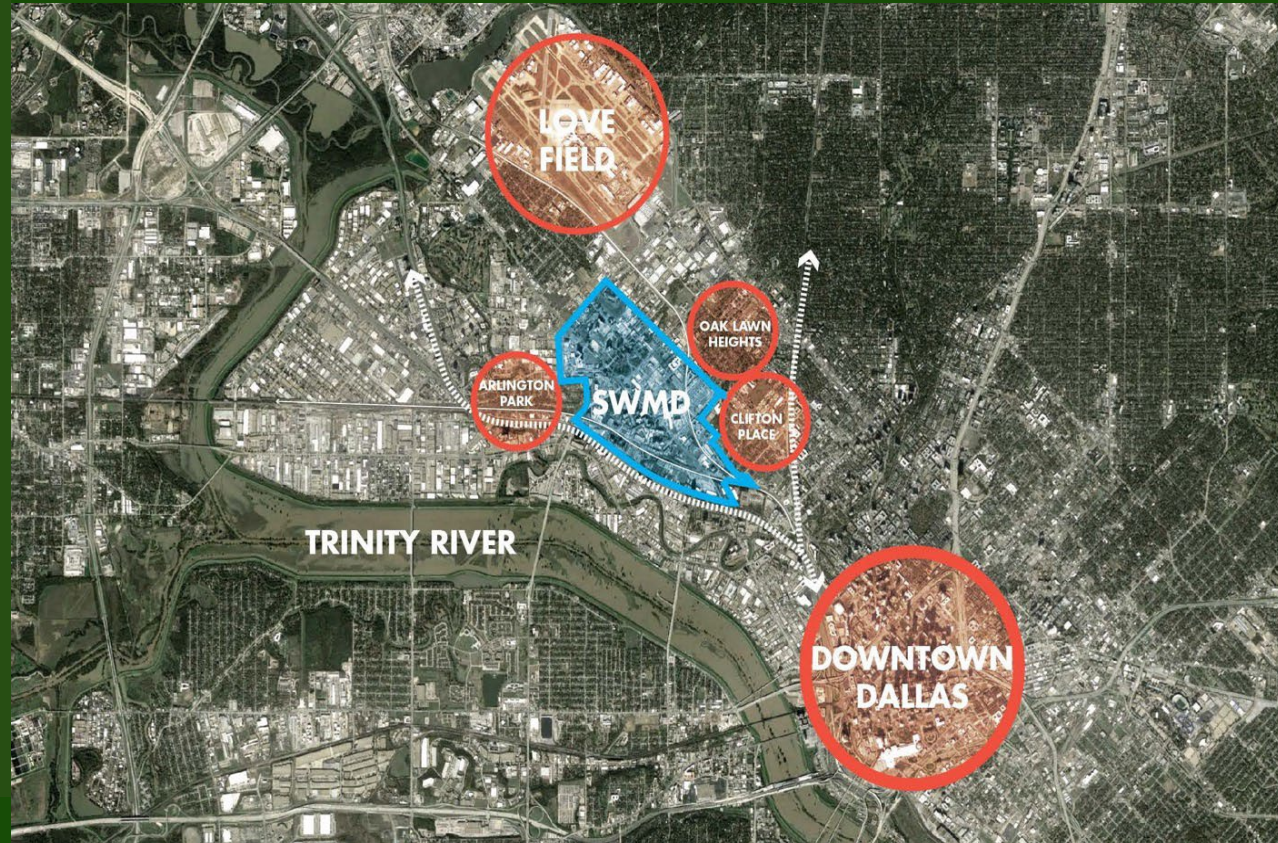 LOVE
FIELD
OAK LAWN
HEIGHTS
ARLINGTON
PARK
SWMD
CLIFTON
PLACE
TRINITY RIVER
DOWNTOWN
DALLAS